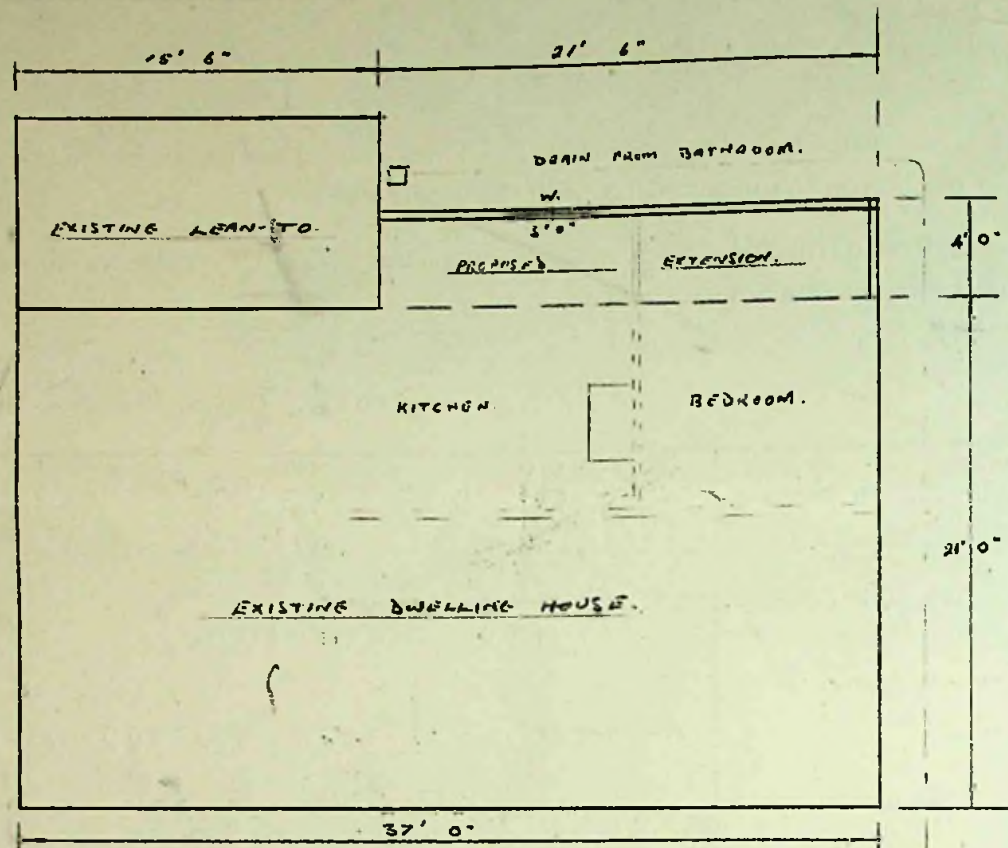 15' 6"
21' 6"
DRAIN FROM BATHROOM.
W.
EXISTING LEAN-TO.
5' 0"
4' 0"
PROPOSED EXTENSION.
KITCHEN.
BEDROOM.
21' 0"
EXISTING DWELLING HOUSE.
37' 0"